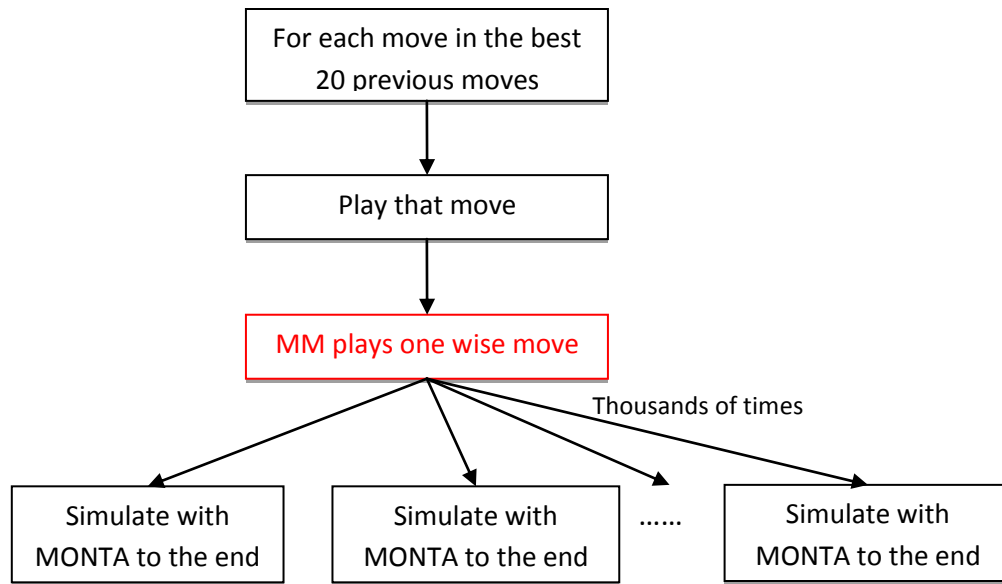 For each move in the best
20 previous moves
Play that move
MM plays one wise move
Thousands of times
Simulate with
MONTA to the end
Simulate with
MONTA to the end
......
Simulate with
MONTA to the end